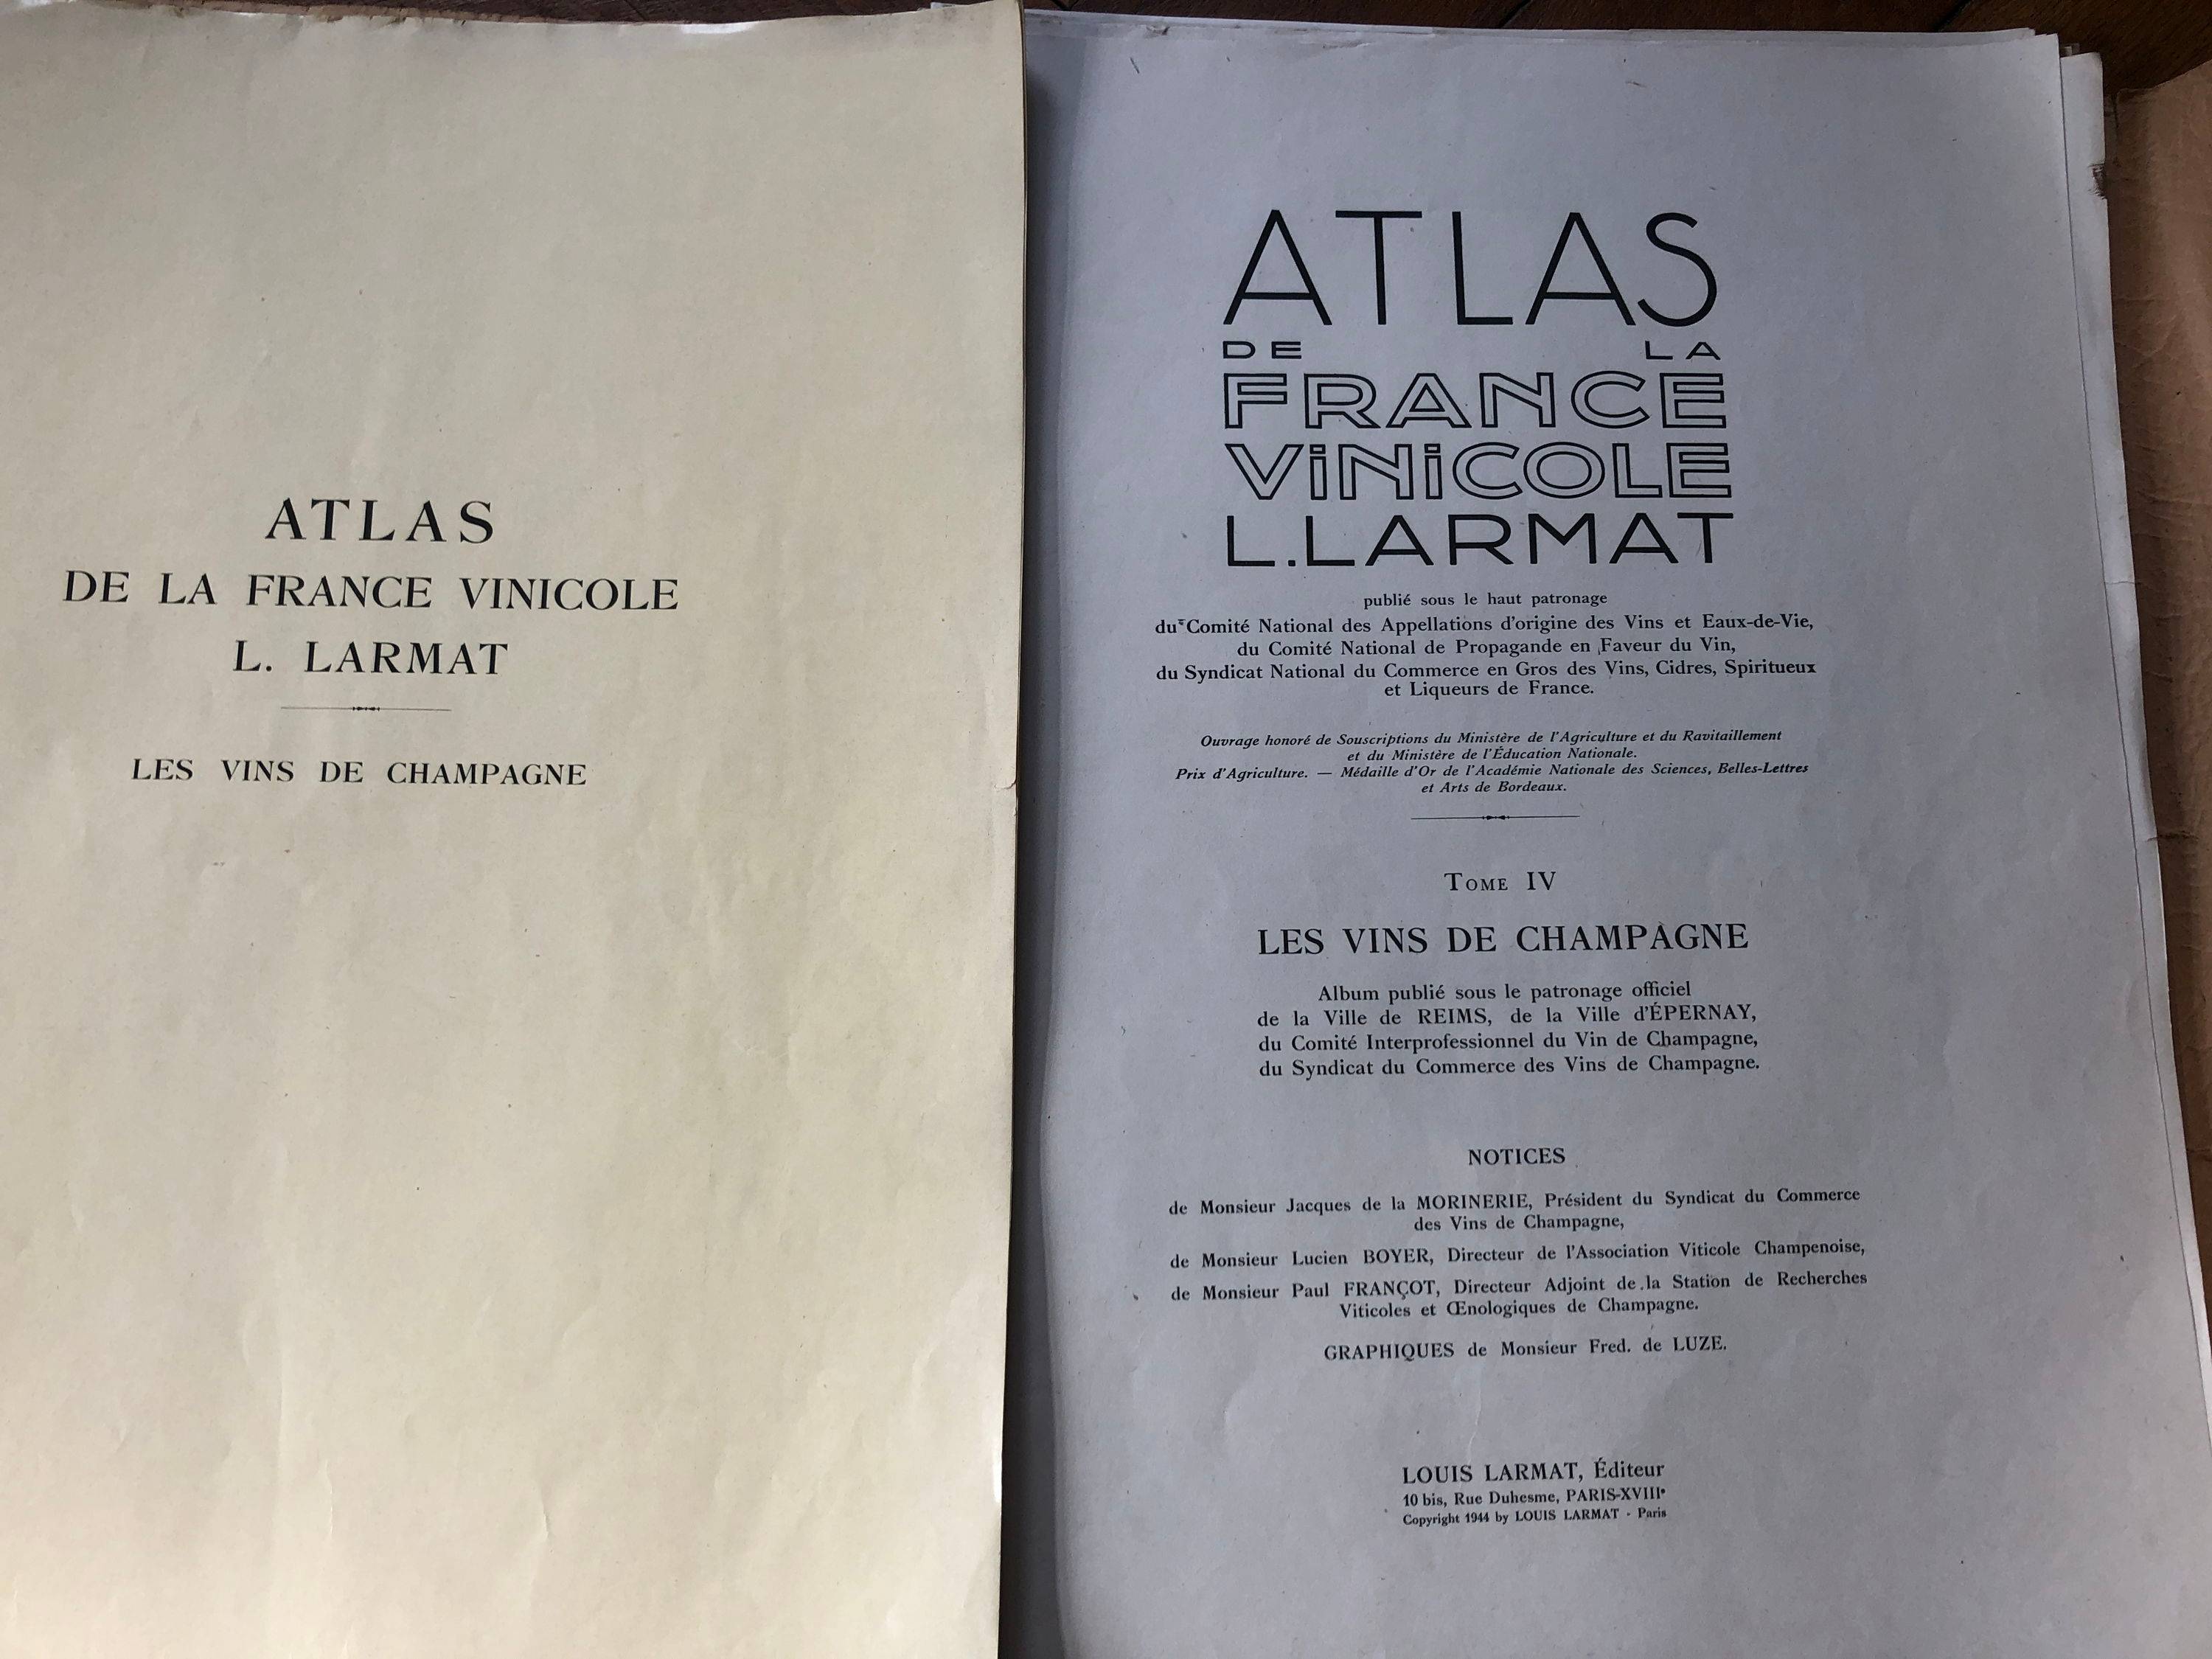 ATLAS
DE LA FRANCE VINICOLE
L. LARMAT
LES VINS DE CHAMPAGNE
ATLAS
DE LA
FRANCE
ViNiCOLE
L.LARMAT
publié sous le haut patronage
du Comité National des Appellations d'origine des Vins et Eaux-de-Vie,
du Comité National de Propagande en Faveur du Vin,
du Syndicat National du Commerce en Gros des Vins, Cidres, Spiritueux
et Liqueurs de France.
Ouvrage honoré de Souscriptions du Ministère de l'Agriculture et du Ravitaillement
et du Ministère de l'Éducation Nationale.
Prix d'Agriculture. — Médaille d'Or de l'Académie Nationale des Sciences, Belles-Lettres
et Arts de Bordeaux.
TOME IV
LES VINS DE CHAMPAGNE
Album publié sous le patronage officiel
de la Ville de REIMS, de la Ville d'ÉPERNAY,
du Comité Interprofessionnel du Vin de Champagne,
du Syndicat du Commerce des Vins de Champagne.
NOTICES
de Monsieur Jacques de la MORINERIE, Président du Syndicat du Commerce
des Vins de Champagne,
de Monsieur Lucien BOYER, Directeur de l'Association Viticole Champenoise,
de Monsieur Paul FRANÇOT, Directeur Adjoint de la Station de Recherches
Viticoles et Œnologiques de Champagne.
GRAPHIQUES de Monsieur Fred. de LUZE.
LOUIS LARMAT, Éditeur
10 bis, Rue Duhesme, PARIS-XVIIIe
Copyright 1944 by LOUIS LARMAT - Paris